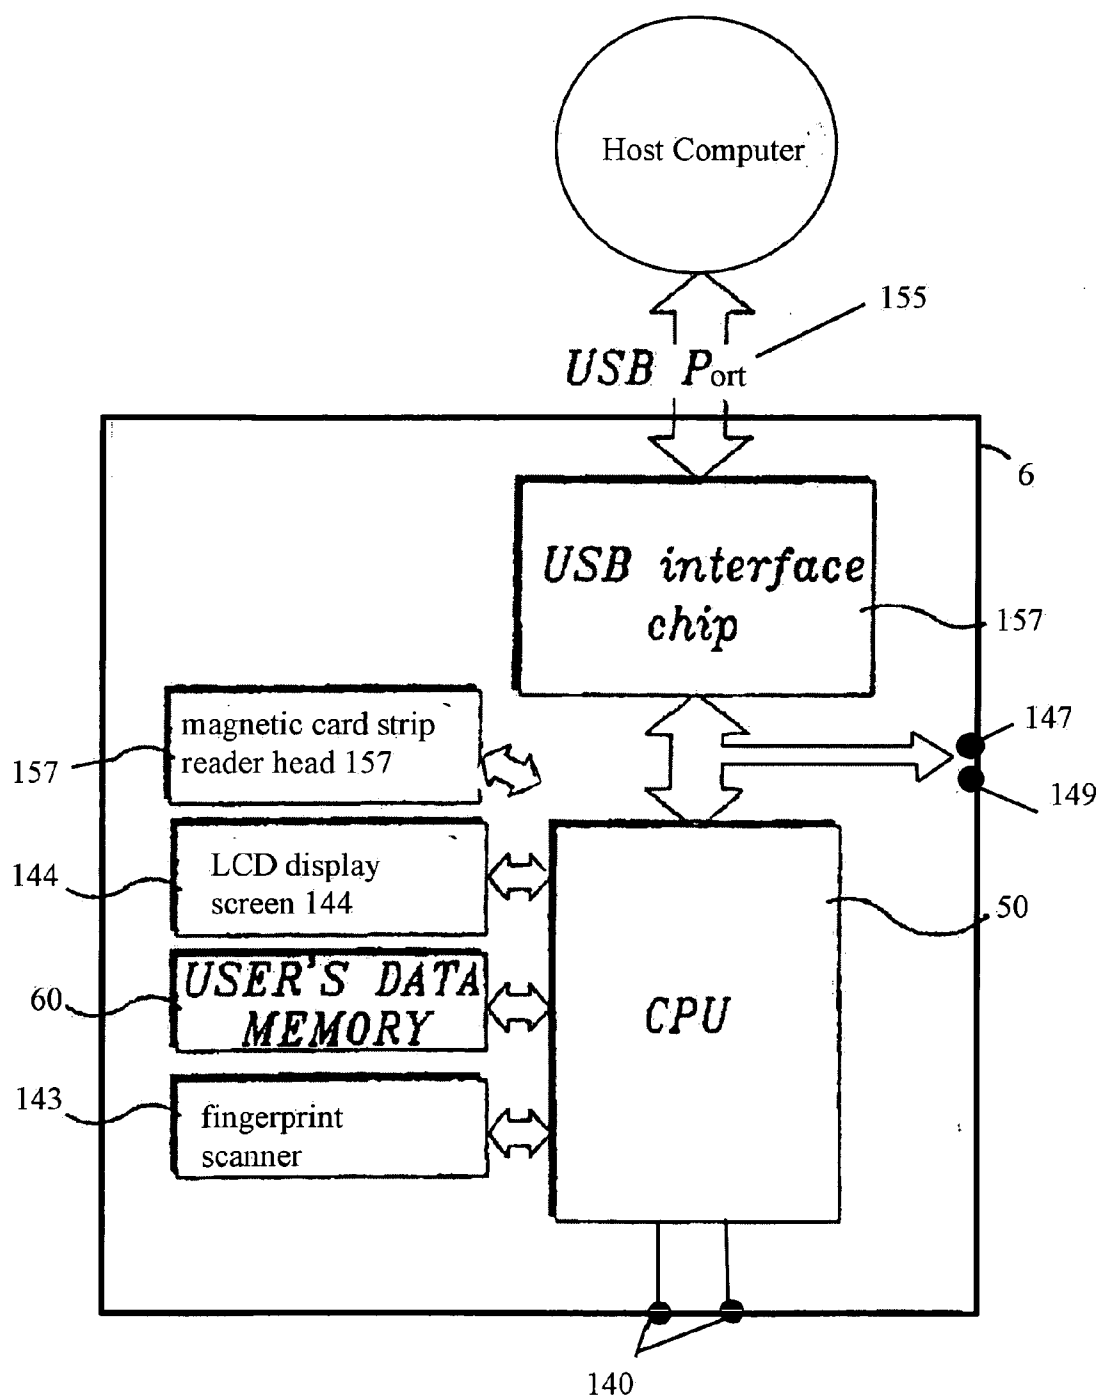 Host Computer
155
USB Port
6
USB interface
chip
157
magnetic card strip
reader head 157
157
147
149
LCD display
screen 144
144
50
USER'S DATA
MEMORY
60
CPU
143
fingerprint
scanner
140